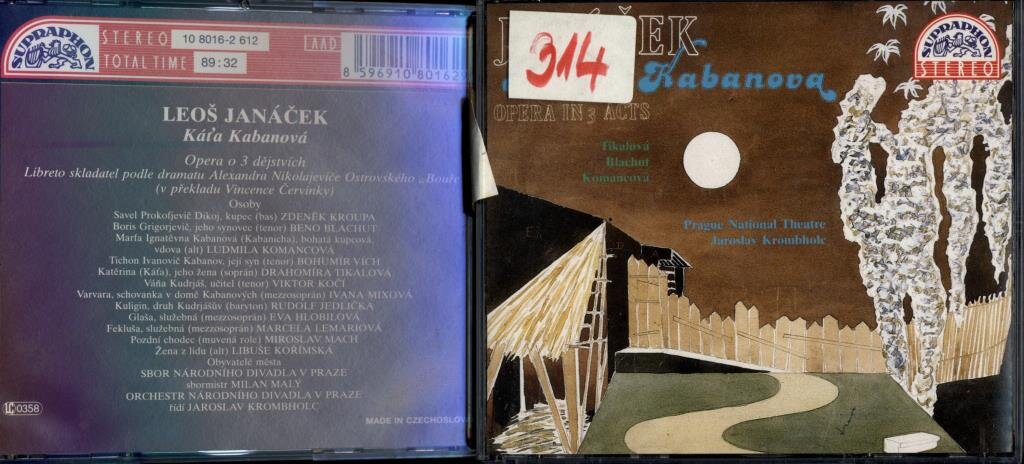 SUPRAPHON
STEREO 10 8016-2 612 AAD
TOTAL TIME 89:32
8 596910 801629
LEOŠ JANÁČEK
Káťa Kabanová
Opera o 3 dějstvích
Libreto skladatel podle dramatu Alexandra Nikolajeviče Ostrovského „Bouře
(v překladu Vincence Červinky)
Osoby
Savel Prokofjevič Dikoj, kupec (bas) ZDENĚK KROUPA
Boris Grigorjevič, jeho synovec (tenor) BENO BLACHUT
Marfa Ignatěvna Kabanová (Kabanicha), bohatá kupcová,
vdova (alt) LUDMILA KOMANCOVÁ
Tichon Ivanovič Kabanov, její syn (tenor) BOHUMÍR VÍCH
Katěrina (Káťa), jeho žena (soprán) DRAHOMÍRA TIKALOVÁ
Váňa Kudrjáš, učitel (tenor) VIKTOR KOČÍ
Varvara, schovanka v domě Kabanových (mezzosoprán) IVANA MIXOVÁ
Kuligin, druh Kudrjášův (baryton) RUDOLF JEDLIČKA
Glaša, služebná (mezzosoprán) EVA HLOBILOVÁ
Fekluša, služebná (mezzosoprán) MARCELA LEMARIOVÁ
Pozdní chodec (mluvená role) MIROSLAV MACH
Žena z lidu (alt) LIBUŠE KOŘÍMSKÁ
Obyvatelé města
SBOR NÁRODNÍHO DIVADLA V PRAZE
sbormistr MILAN MALÝ
ORCHESTR NÁRODNÍHO DIVADLA V PRAZE
řídí JAROSLAV KROMBHOLC
LC 0358
MADE IN CZECHOSLOV
314
J ČEK
Kabanova
OPERA IN 3 ACTS
SUPRAPHON
STEREO
Tikalová
Blachut
Komancová
Prague National Theatre
Jaroslav Krombholc